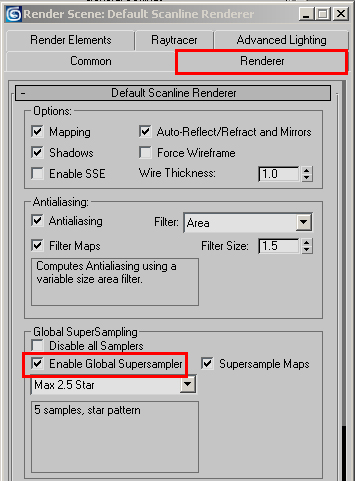 Render Scene: Default Scanline Renderer
Render Elements Raytracer Advanced Lighting
Common Renderer
- Default Scanline Renderer
Options:
Mapping Auto-Reflect/Refract and Mirrors
Shadows Force Wireframe
Enable SSE Wire Thickness: 1.0
Antialiasing:
Antialiasing Filter: Area
Filter Maps Filter Size: 1.5
Computes Antialiasing using a
variable size area filter.
Global SuperSampling
Disable all Samplers
Enable Global Supersampler Supersample Maps
Max 2.5 Star
5 samples, star pattern